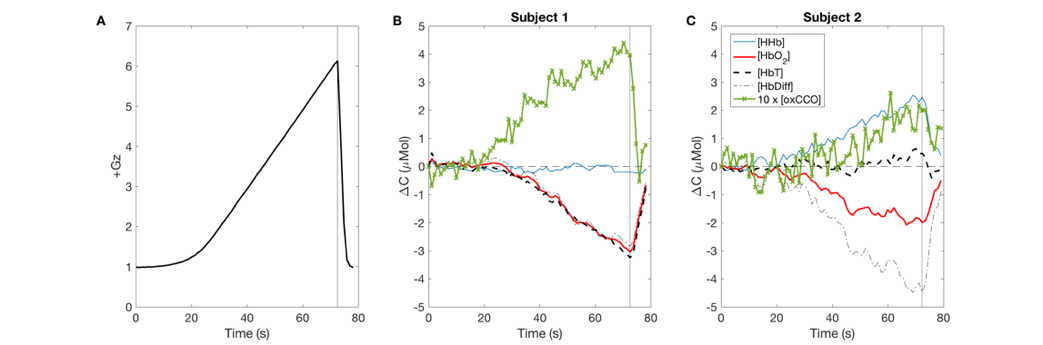 A
7
6
5
4
3
2
1
0
+Gz
0 20 40 60 80
Time (s)
B
Subject 1
5
4
3
2
1
0
-1
-2
-3
-4
-5
ΔC (μMol)
0 20 40 60 80
Time (s)
C
Subject 2
5
4
3
2
1
0
-1
-2
-3
-4
-5
ΔC (μMol)
[HHb]
[HbO2]
[HbT]
[HbDiff]
10 x [oxCCO]
0 20 40 60 80
Time (s)